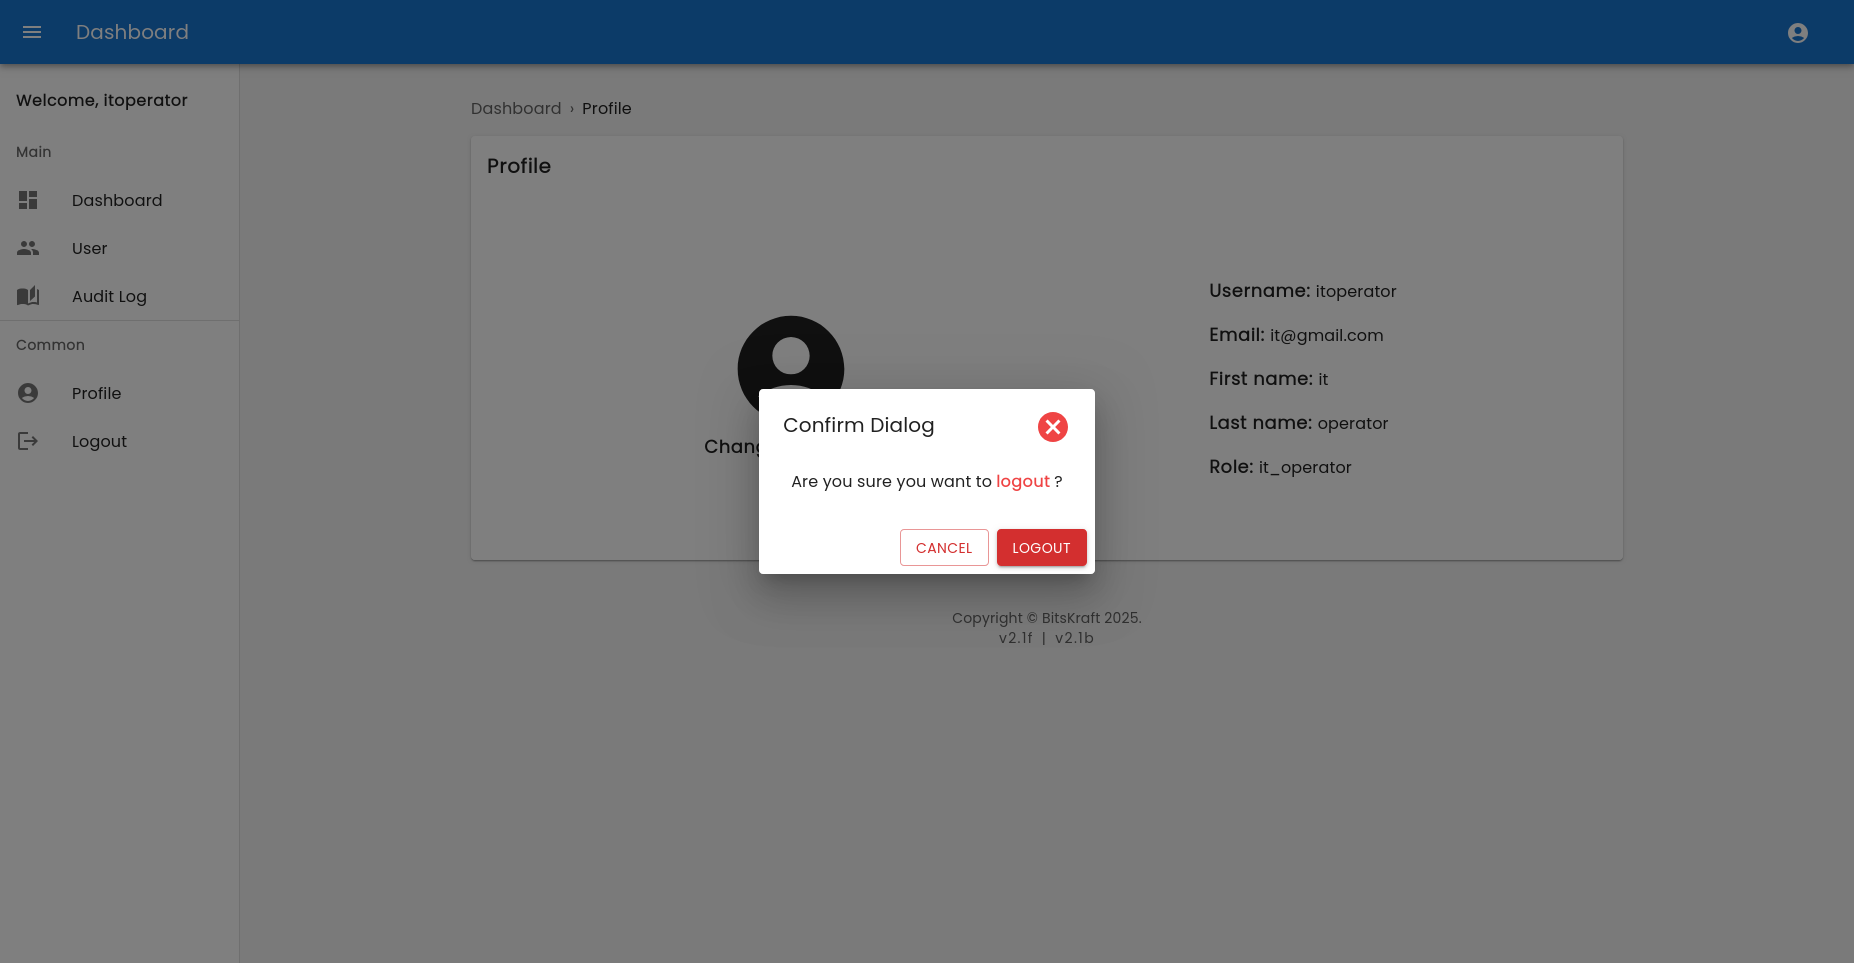 Dashboard
Welcome, itoperator
Main
Dashboard
User
Audit Log
Common
Profile
Logout
Dashboard › Profile
Profile
Username: itoperator
Email: it@gmail.com
First name: it
Last name: operator
Role: it_operator
Confirm Dialog
Are you sure you want to logout ?
CANCEL
LOGOUT
Copyright © BitsKraft 2025.
v2.1f | v2.1b